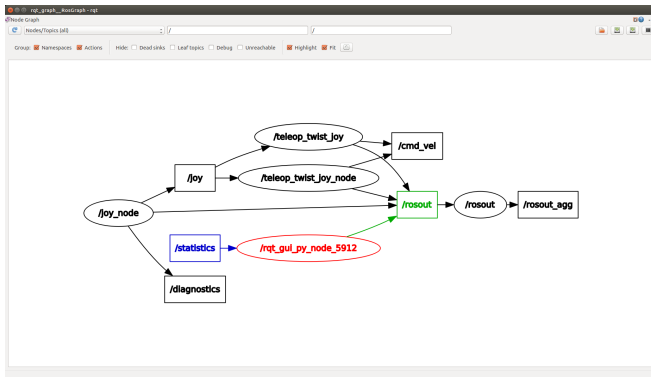 rqt_graph__RosGraph - rqt
Node Graph
Nodes/Topics (all) / /
Group: Namespaces Actions Hide: Dead sinks Leaf topics Debug Unreachable Highlight Fit
/teleop_twist_joy
/cmd_vel
/joy
/teleop_twist_joy_node
/joy_node
/rosout
/rosout
/rosout_agg
/statistics
/rqt_gui_py_node_5912
/diagnostics